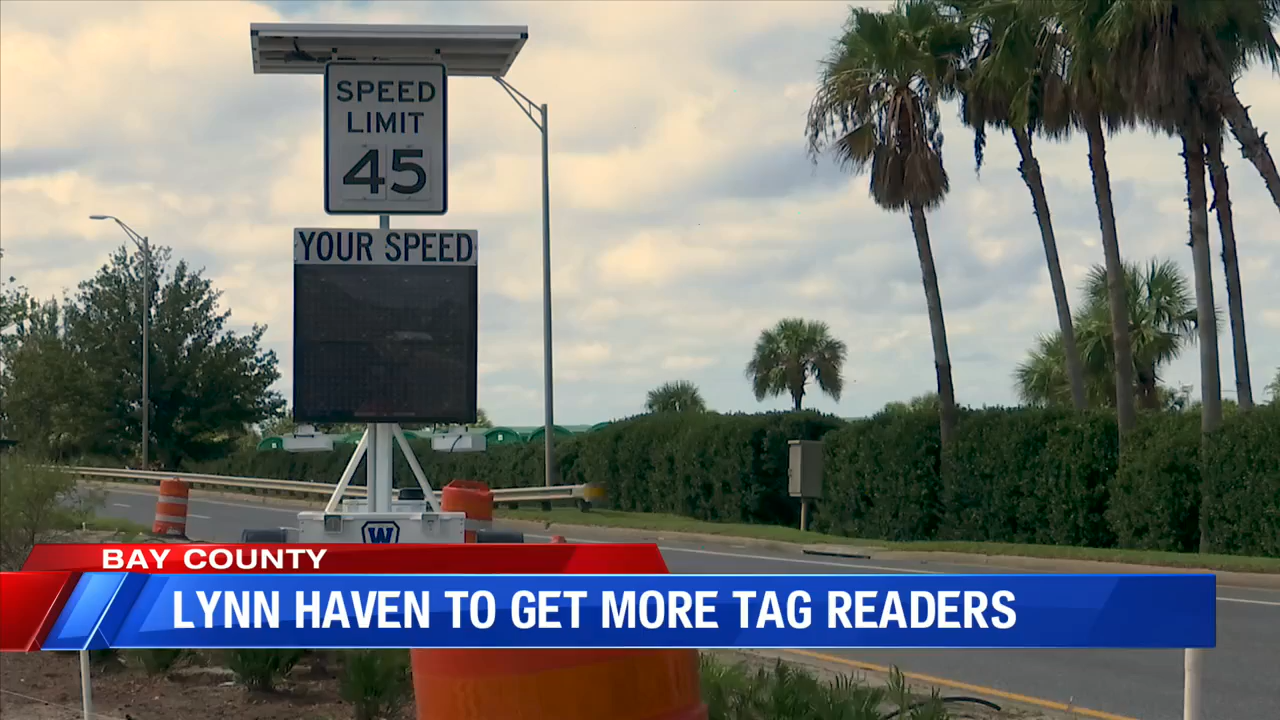 SPEED
LIMIT
45
YOUR SPEED
W
BAY COUNTY
LYNN HAVEN TO GET MORE TAG READERS